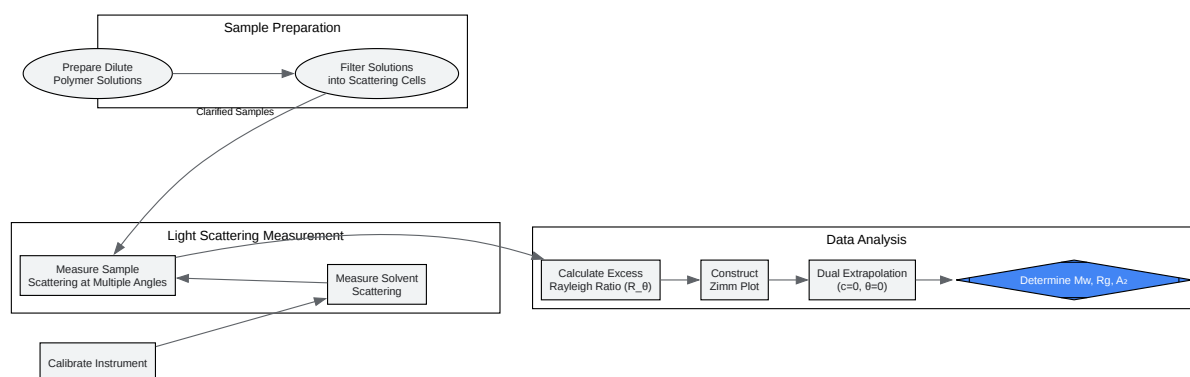 Sample Preparation
Prepare Dilute
Polymer Solutions
Filter Solutions
into Scattering Cells
Clarified Samples
Light Scattering Measurement
Measure Sample
Scattering at Multiple Angles
Measure Solvent
Scattering
Calibrate Instrument
Data Analysis
Calculate Excess
Rayleigh Ratio (R_θ)
Construct
Zimm Plot
Dual Extrapolation
(c=0, θ=0)
Determine Mw, Rg, A₂